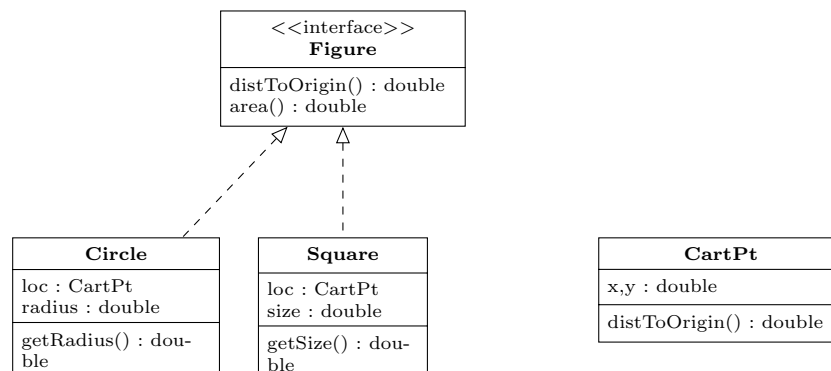 <<interface>>
Figure
distToOrigin() : double
area() : double
Circle
loc : CartPt
radius : double
getRadius() : dou-
ble
Square
loc : CartPt
size : double
getSize() : dou-
ble
CartPt
x,y : double
distToOrigin() : double